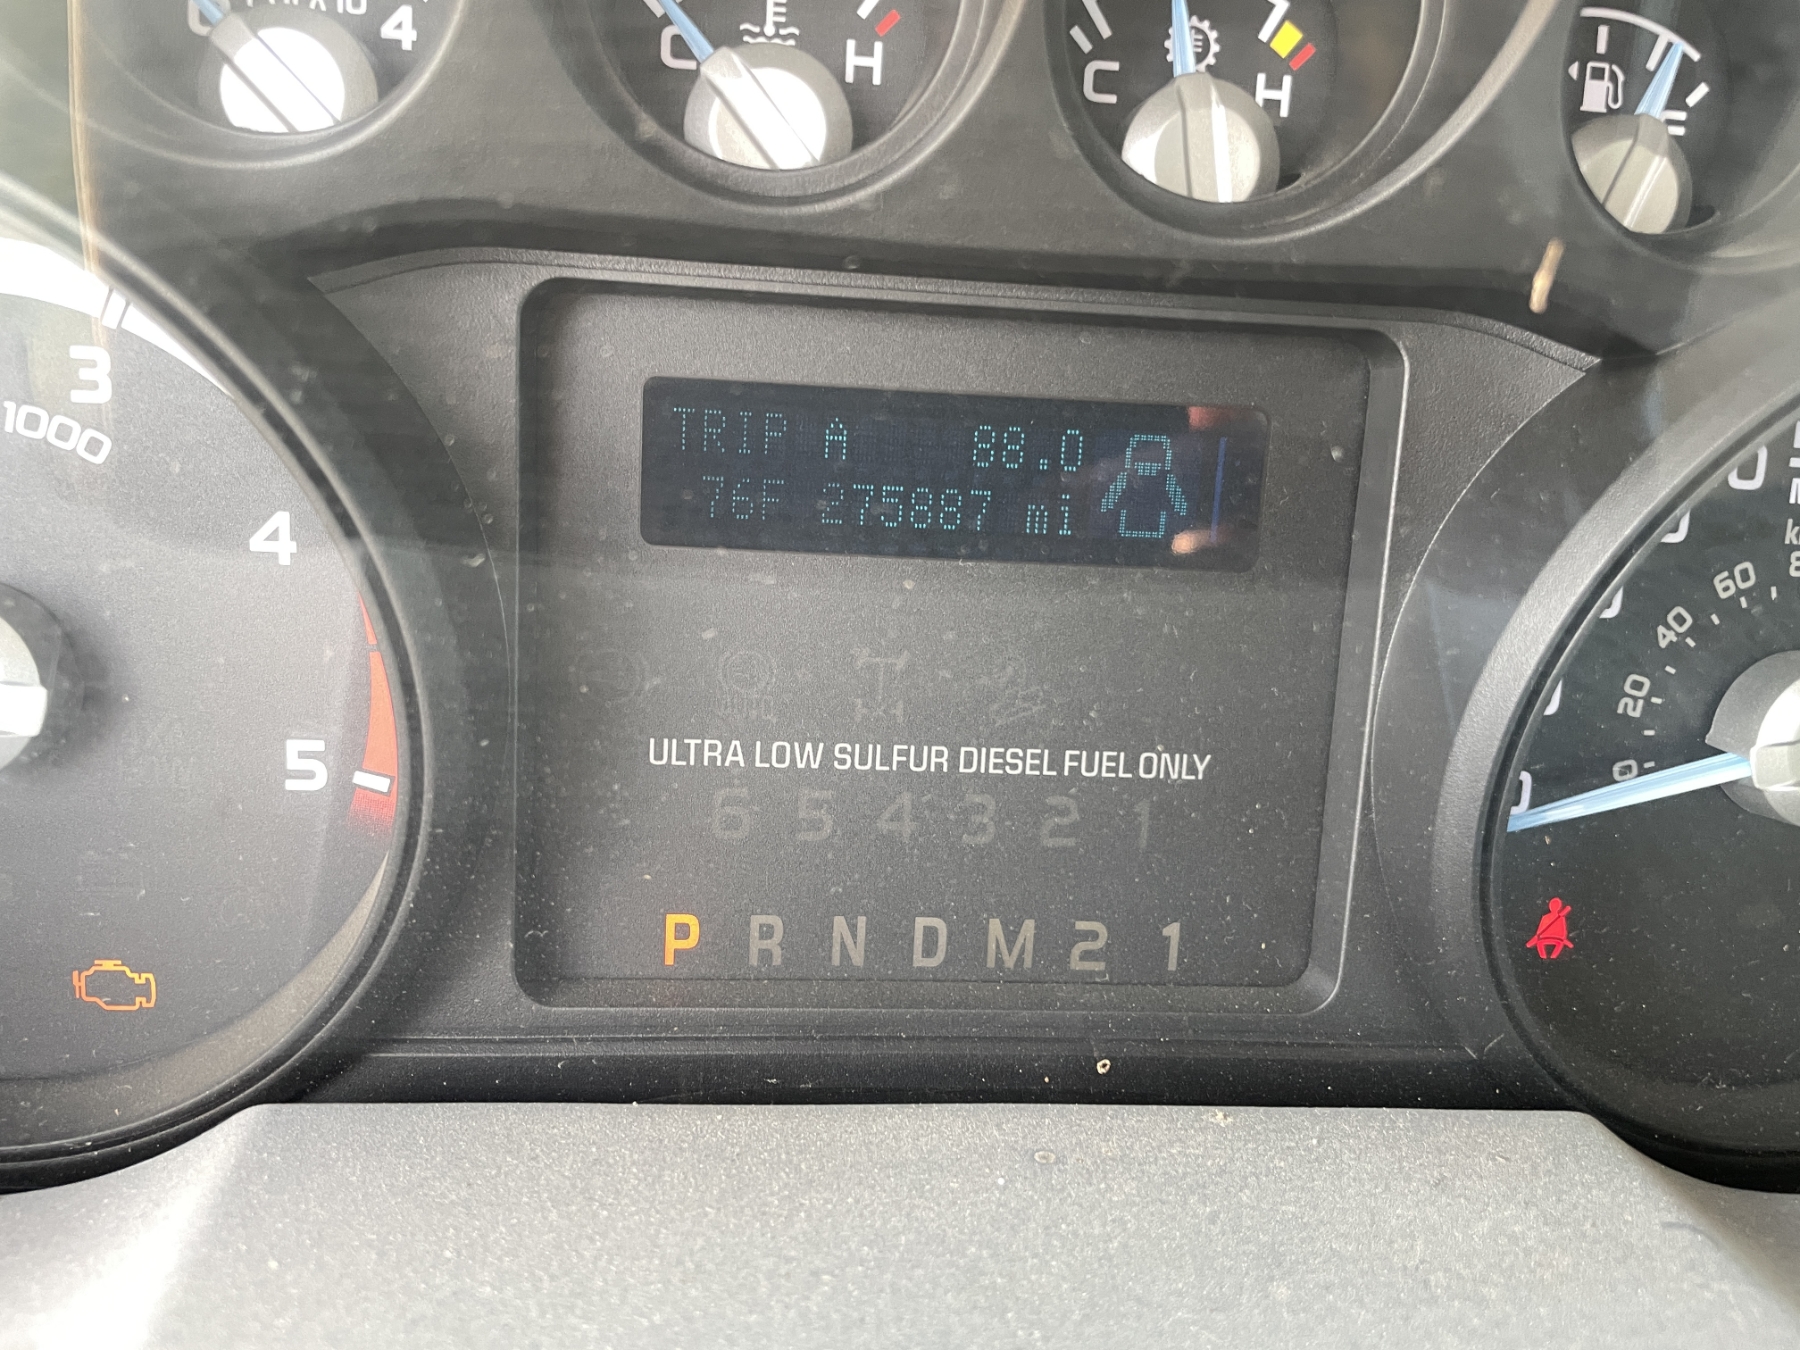 4
C
H
C
H
3
1000
4
5
TRIP A 88.0
76F 275887 mi
ULTRA LOW SULFUR DIESEL FUEL ONLY
6 5 4 3 2 1
P R N D M 2 1
60
40
20
0